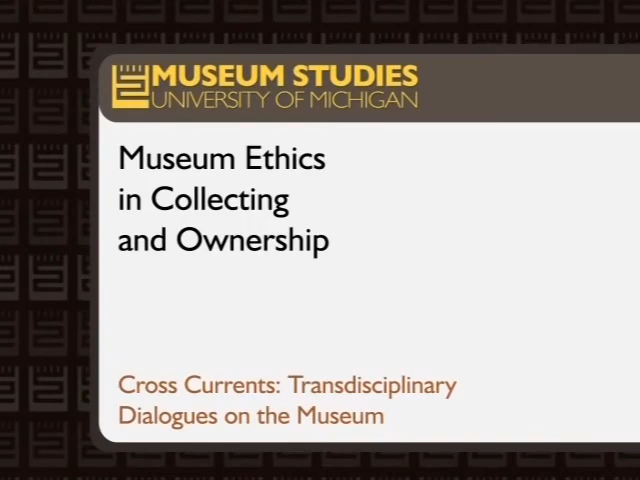 MUSEUM STUDIES
UNIVERSITY OF MICHIGAN
Museum Ethics
in Collecting
and Ownership
Cross Currents: Transdisciplinary
Dialogues on the Museum